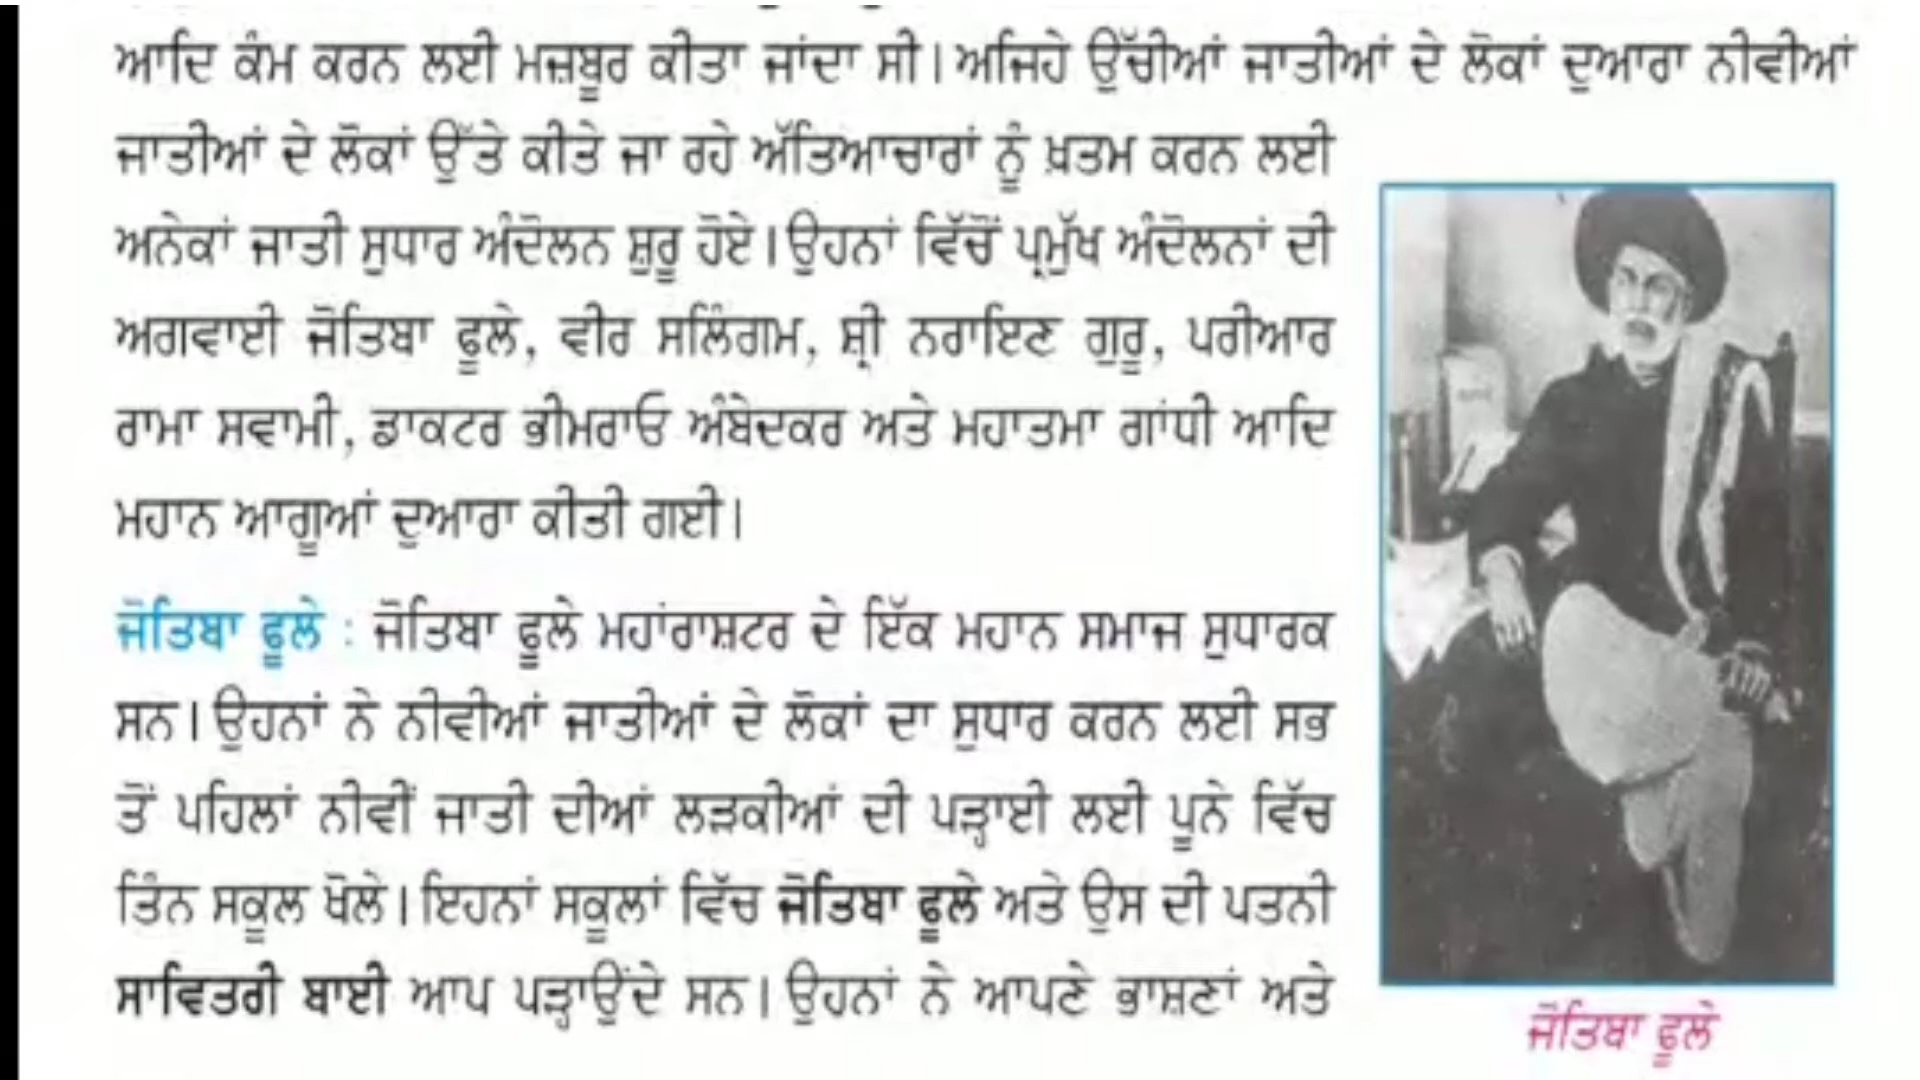 ਆਦਿ ਕੰਮ ਕਰਨ ਲਈ ਮਜ਼ਬੂਰ ਕੀਤਾ ਜਾਂਦਾ ਸੀ। ਅਜਿਹੇ ਉੱਚੀਆਂ ਜਾਤੀਆਂ ਦੇ ਲੋਕਾਂ ਦੁਆਰਾ ਨੀਵੀਆਂ
ਜਾਤੀਆਂ ਦੇ ਲੋਕਾਂ ਉੱਤੇ ਕੀਤੇ ਜਾ ਰਹੇ ਅੱਤਿਆਚਾਰਾਂ ਨੂੰ ਖ਼ਤਮ ਕਰਨ ਲਈ
ਅਨੇਕਾਂ ਜਾਤੀ ਸੁਧਾਰ ਅੰਦੋਲਨ ਸ਼ੁਰੂ ਹੋਏ। ਉਹਨਾਂ ਵਿੱਚੋਂ ਪ੍ਰਮੁੱਖ ਅੰਦੋਲਨਾਂ ਦੀ
ਅਗਵਾਈ ਜੋਤਿਬਾ ਫੂਲੇ, ਵੀਰ ਸਲਿੰਗਮ, ਸ਼੍ਰੀ ਨਰਾਇਣ ਗੁਰੂ, ਪਰੀਆਰ
ਰਾਮਾ ਸਵਾਮੀ, ਡਾਕਟਰ ਭੀਮਰਾਓ ਅੰਬੇਦਕਰ ਅਤੇ ਮਹਾਤਮਾ ਗਾਂਧੀ ਆਦਿ
ਮਹਾਨ ਆਗੂਆਂ ਦੁਆਰਾ ਕੀਤੀ ਗਈ।
ਜੋਤਿਬਾ ਫੂਲੇ : ਜੋਤਿਬਾ ਫੂਲੇ ਮਹਾਂਰਾਸ਼ਟਰ ਦੇ ਇੱਕ ਮਹਾਨ ਸਮਾਜ ਸੁਧਾਰਕ
ਸਨ। ਉਹਨਾਂ ਨੇ ਨੀਵੀਆਂ ਜਾਤੀਆਂ ਦੇ ਲੋਕਾਂ ਦਾ ਸੁਧਾਰ ਕਰਨ ਲਈ ਸਭ
ਤੋਂ ਪਹਿਲਾਂ ਨੀਵੀਂ ਜਾਤੀ ਦੀਆਂ ਲੜਕੀਆਂ ਦੀ ਪੜ੍ਹਾਈ ਲਈ ਪੂਨੇ ਵਿੱਚ
ਤਿੰਨ ਸਕੂਲ ਖੋਲੇ। ਇਹਨਾਂ ਸਕੂਲਾਂ ਵਿੱਚ ਜੋਤਿਬਾ ਫੂਲੇ ਅਤੇ ਉਸ ਦੀ ਪਤਨੀ
ਸਾਵਿਤਰੀ ਬਾਈ ਆਪ ਪੜ੍ਹਾਉਂਦੇ ਸਨ। ਉਹਨਾਂ ਨੇ ਆਪਣੇ ਭਾਸ਼ਣਾਂ ਅਤੇ
ਜੋਤਿਬਾ ਫੂਲੇ